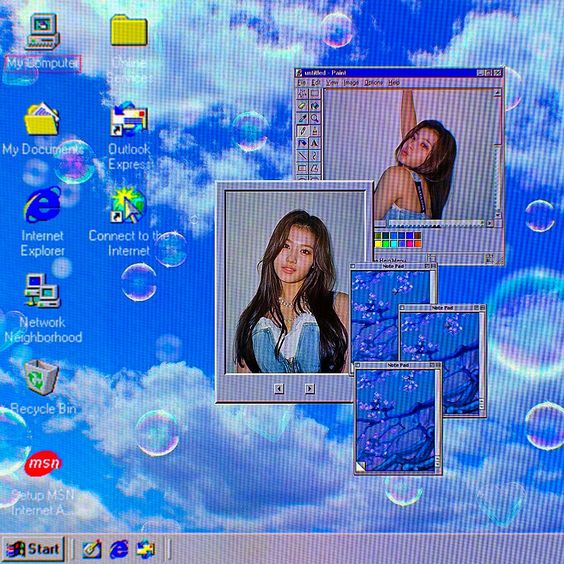 My Computer
Online
Services
My Documents
Outlook
Express
Internet
Explorer
Connect to the
Internet
Network
Neighborhood
Recycle Bin
msn
Setup MSN
Internet A...
untitled - Paint
File Edit View Image Options Help
Note Pad
Note Pad
Note Pad
Start